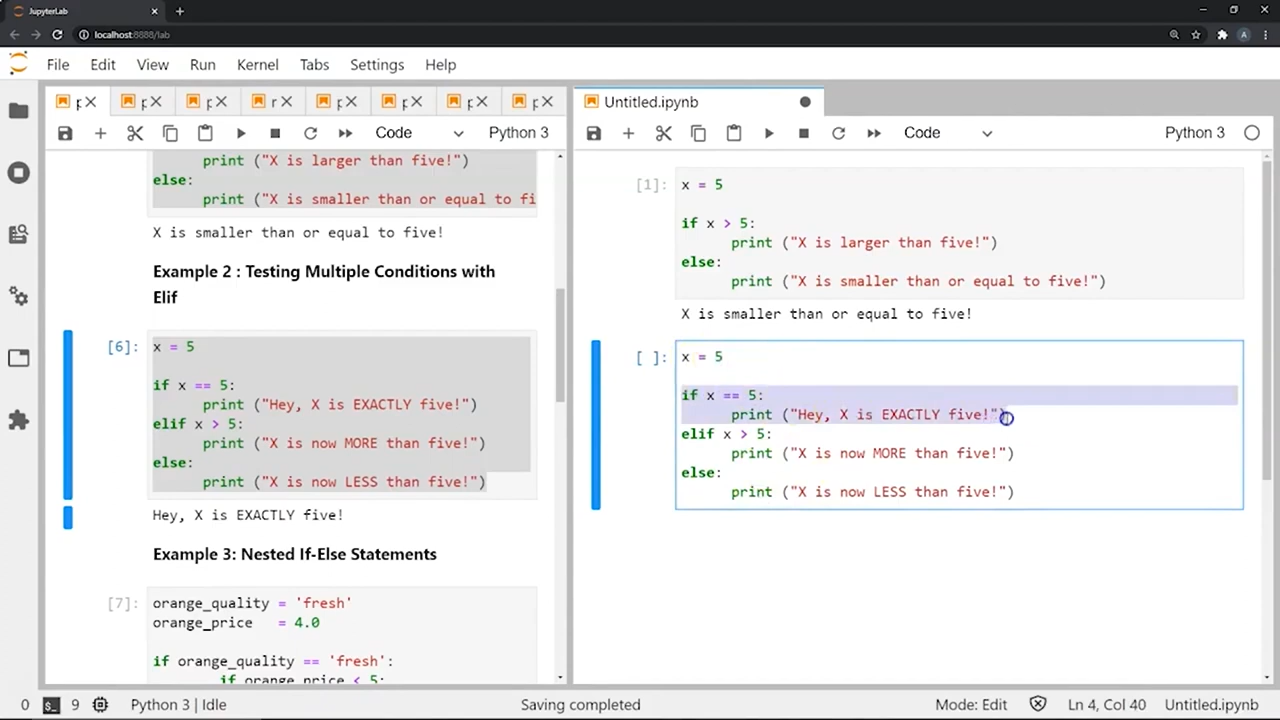 JupyterLab
localhost:8888/lab
A
File Edit View Run Kernel Tabs Settings Help
Untitled.ipynb
Code Python 3
Code Python 3
print ("X is larger than five!")
else:
print ("X is smaller than or equal to fi
X is smaller than or equal to five!
Example 2 : Testing Multiple Conditions with
Elif
[6]: x = 5
if x == 5:
print ("Hey, X is EXACTLY five!")
elif x > 5:
print ("X is now MORE than five!")
else:
print ("X is now LESS than five!")
Hey, X is EXACTLY five!
Example 3: Nested If-Else Statements
[7]: orange_quality = 'fresh'
orange_price = 4.0
if orange_quality == 'fresh':
if orange_price < 5:
[1]: x = 5
if x > 5:
print ("X is larger than five!")
else:
print ("X is smaller than or equal to five!")
X is smaller than or equal to five!
[ ]: x = 5
if x == 5:
print ("Hey, X is EXACTLY five!")
elif x > 5:
print ("X is now MORE than five!")
else:
print ("X is now LESS than five!")
0 9 Python 3 | Idle Saving completed Mode: Edit Ln 4, Col 40 Untitled.ipynb